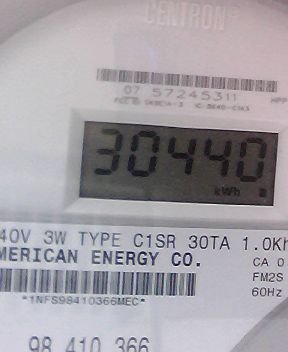 CENTRON®
07 57245311
30440
kWh
40V 3W TYPE C1SR 30TA 1.0Kh
MERICAN ENERGY CO.
CA 0
FM2S
60Hz
*1NFS98410366MEC*
98 410 366